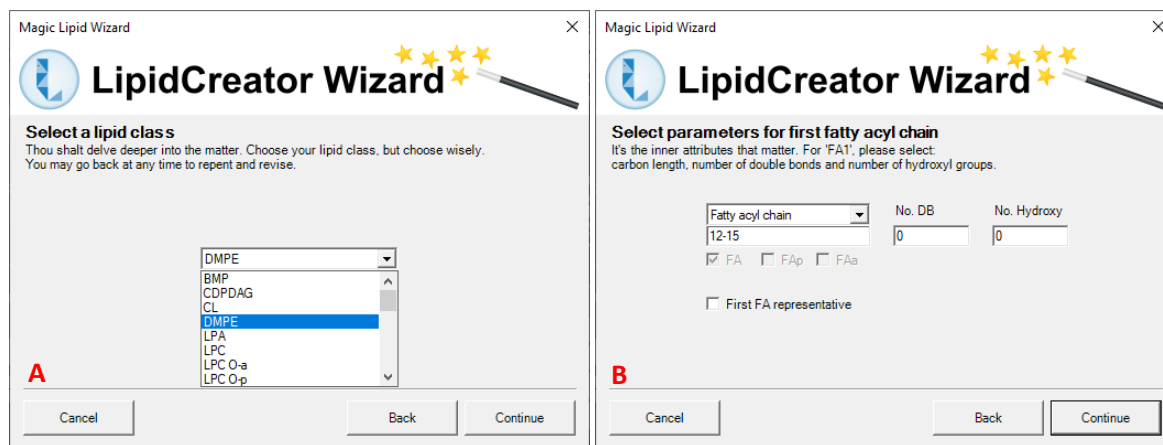 Magic Lipid Wizard
LipidCreator Wizard
Select a lipid class
Thou shalt delve deeper into the matter. Choose your lipid class, but choose wisely.
You may go back at any time to repent and revise.
DMPE
BMP
CDPDAG
CL
DMPE
LPA
LPC
LPC O-a
LPC O-p
A
Cancel
Back
Continue
Magic Lipid Wizard
LipidCreator Wizard
Select parameters for first fatty acyl chain
It's the inner attributes that matter. For 'FA1', please select:
carbon length, number of double bonds and number of hydroxyl groups.
Fatty acyl chain
No. DB
No. Hydroxy
12-15
0
0
FA
FAp
FAa
First FA representative
B
Cancel
Back
Continue